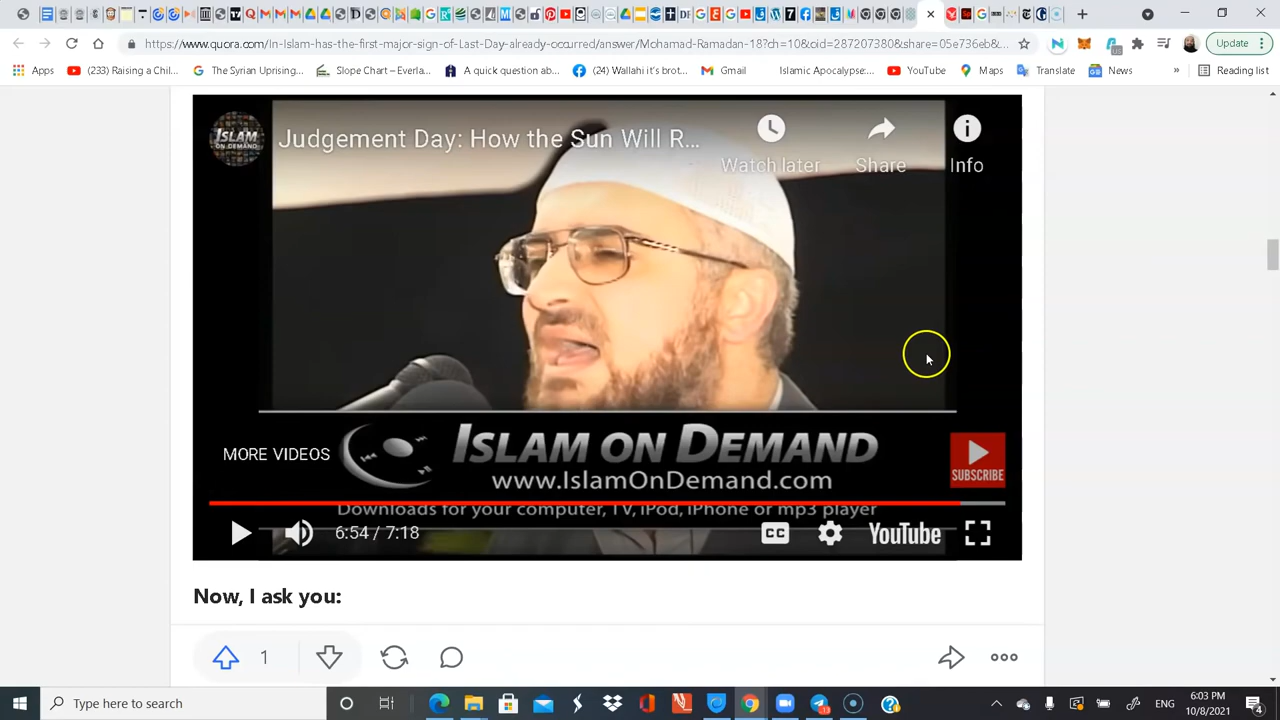 https://www.quora.com/In-Islam-has-the-first-major-sign-of-Last-Day-already-occurred/answer/Mohamed-Ramadan-18?ch=10&oid=287207380&share=05e736eb&...
Update
Apps
(233) Raising a Chil...
The Syrian Uprising...
Slope Chart – Everla...
A quick question ab...
(24) Wallahi it's brot...
Gmail
Islamic Apocalypse:...
YouTube
Maps
Translate
News
»
Reading list
ISLAM
ON DEMAND
Judgement Day: How the Sun Will R...
Watch later
Share
Info
MORE VIDEOS
ISLAM ON DEMAND
www.IslamOnDemand.com
SUBSCRIBE
Downloads for your computer, TV, iPod, iPhone or mp3 player
6:54 / 7:18
CC
YouTube
Now, I ask you:
1
Type here to search
ENG
6:03 PM
10/8/2021
4